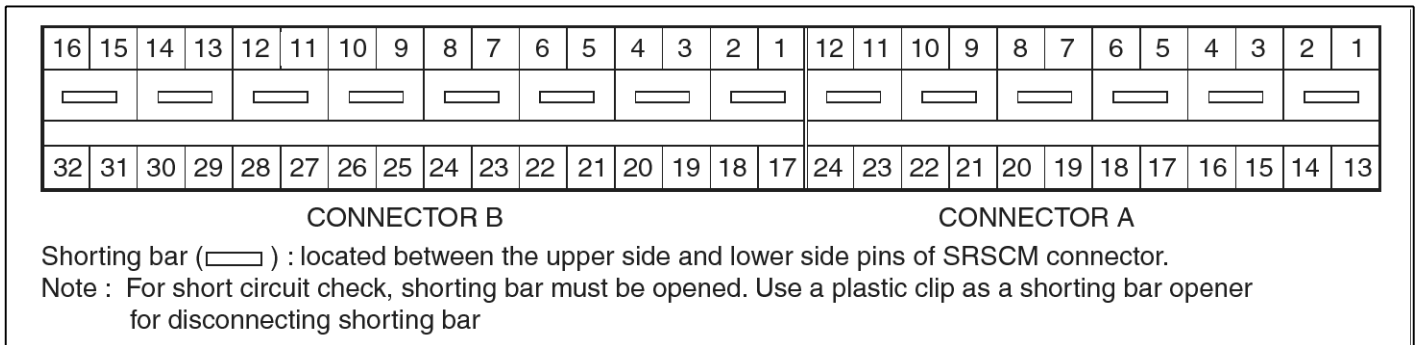 16 15 14 13 12 11 10 9 8 7 6 5 4 3 2 1 12 11 10 9 8 7 6 5 4 3 2 1
32 31 30 29 28 27 26 25 24 23 22 21 20 19 18 17 24 23 22 21 20 19 18 17 16 15 14 13
CONNECTOR B CONNECTOR A
Shorting bar ( ) : located between the upper side and lower side pins of SRSCM connector.
Note : For short circuit check, shorting bar must be opened. Use a plastic clip as a shorting bar opener
for disconnecting shorting bar